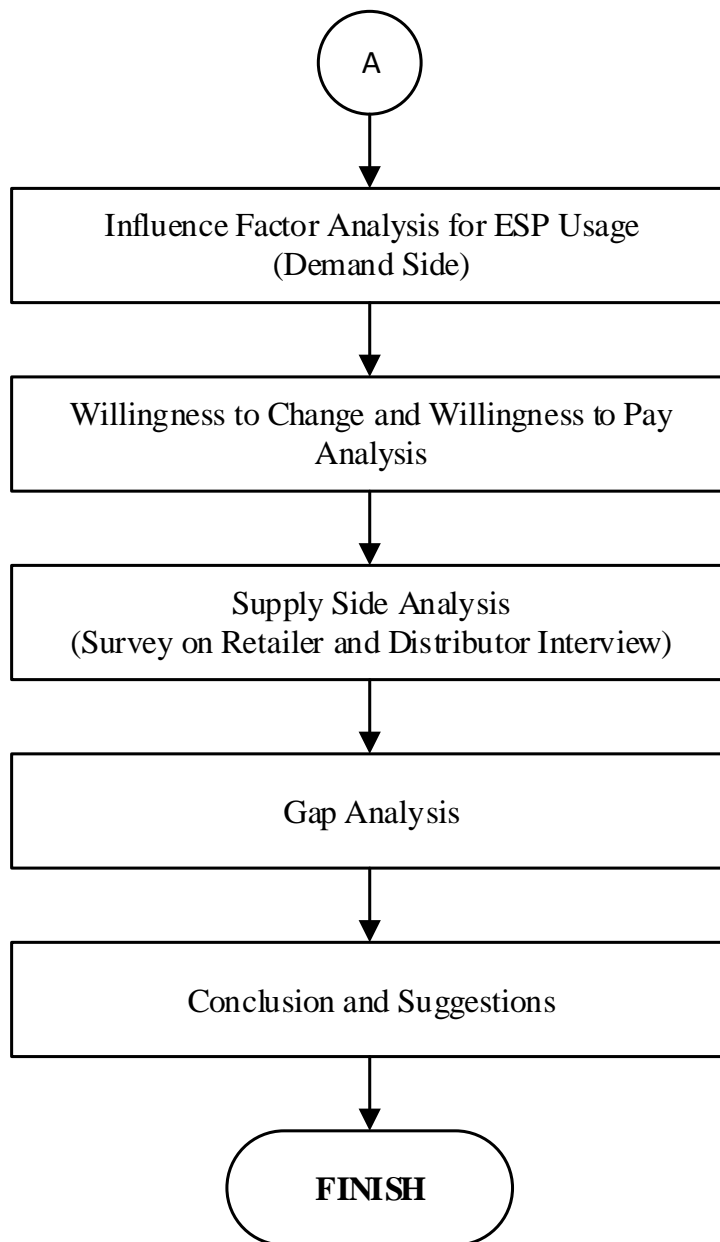 A
Influence Factor Analysis for ESP Usage
(Demand Side)
Willingness to Change and Willingness to Pay
Analysis
Supply Side Analysis
(Survey on Retailer and Distributor Interview)
Gap Analysis
Conclusion and Suggestions
FINISH